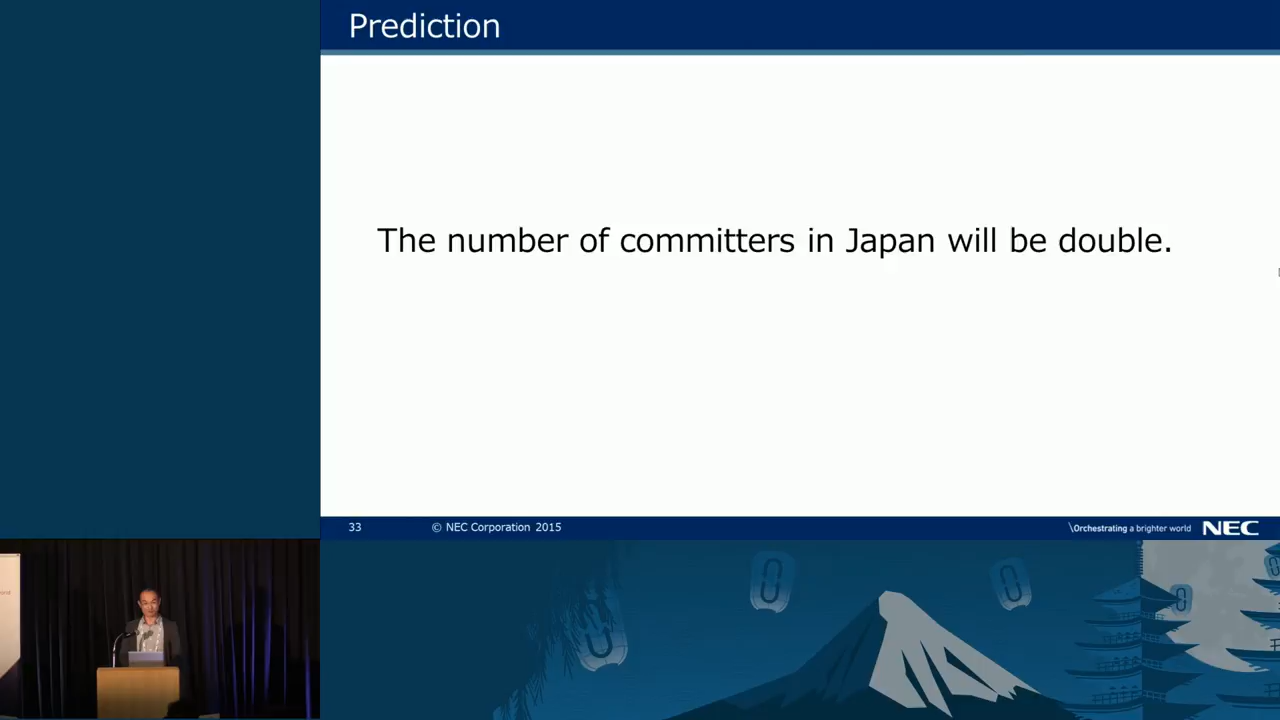 Prediction
The number of committers in Japan will be double.
33
© NEC Corporation 2015
\Orchestrating a brighter world
NEC